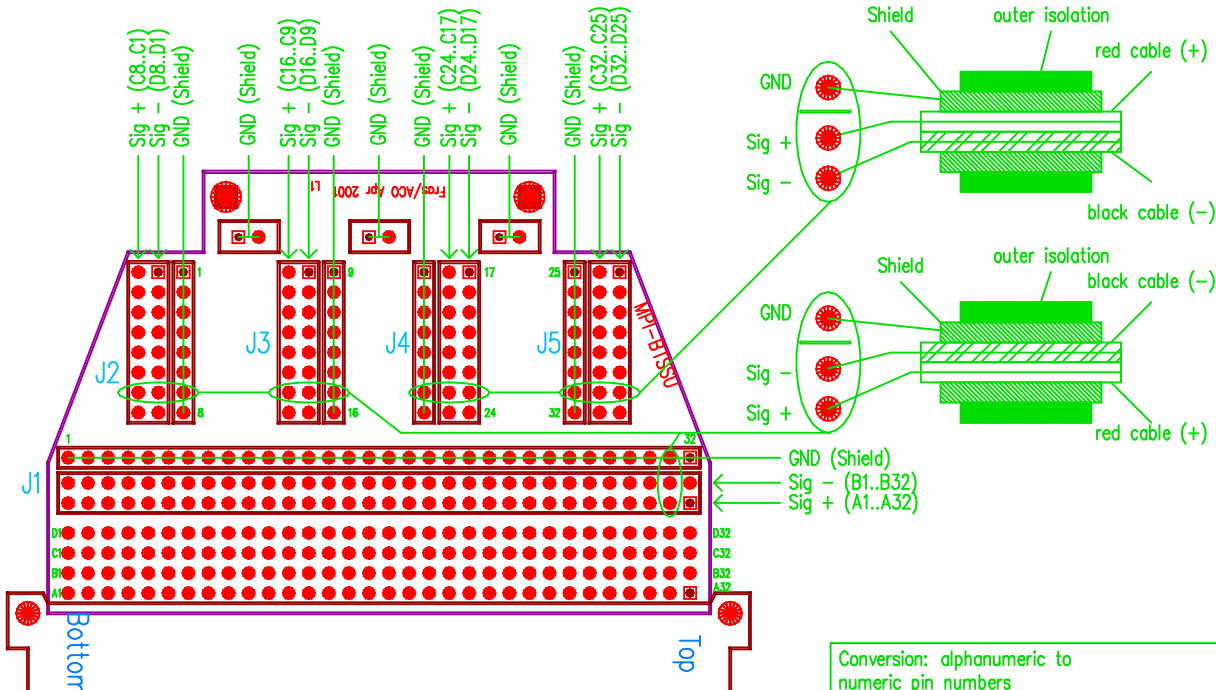 Sig + (C8..C1)
Sig - (D8..D1)
GND (Shield)
GND (Shield)
Sig + (C16..C9)
Sig - (D16..D9)
GND (Shield)
GND (Shield)
GND (Shield)
Sig + (C24..C17)
Sig - (D24..D17)
GND (Shield)
GND (Shield)
Sig + (C32..C25)
Sig - (D32..D25)
Shield
outer isolation
red cable (+)
GND
Sig +
Sig -
black cable (-)
Fras/ACO Apr 2001
L1
1
9
17
25
J2
J3
J4
J5
MPI-BTSSU
8
16
24
32
Shield
outer isolation
black cable (-)
GND
Sig -
Sig +
red cable (+)
1
32
J1
GND (Shield)
Sig - (B1..B32)
Sig + (A1..A32)
D1
D32
C1
C32
B1
B32
A1
A32
Bottom
Top
Conversion: alphanumeric to
numeric pin numbers